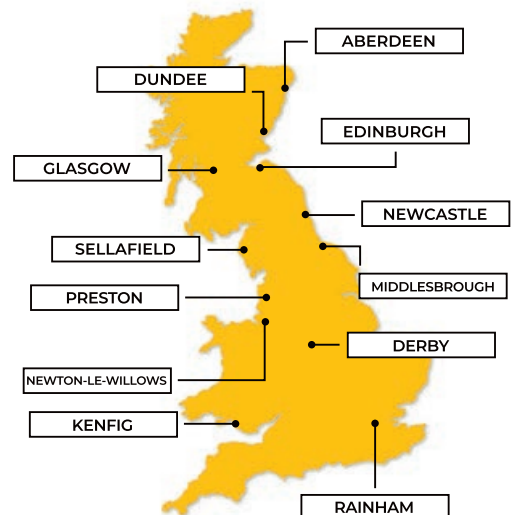 ABERDEEN
DUNDEE
EDINBURGH
GLASGOW
NEWCASTLE
SELLAFIELD
MIDDLESBROUGH
PRESTON
DERBY
NEWTON-LE-WILLOWS
KENFIG
RAINHAM